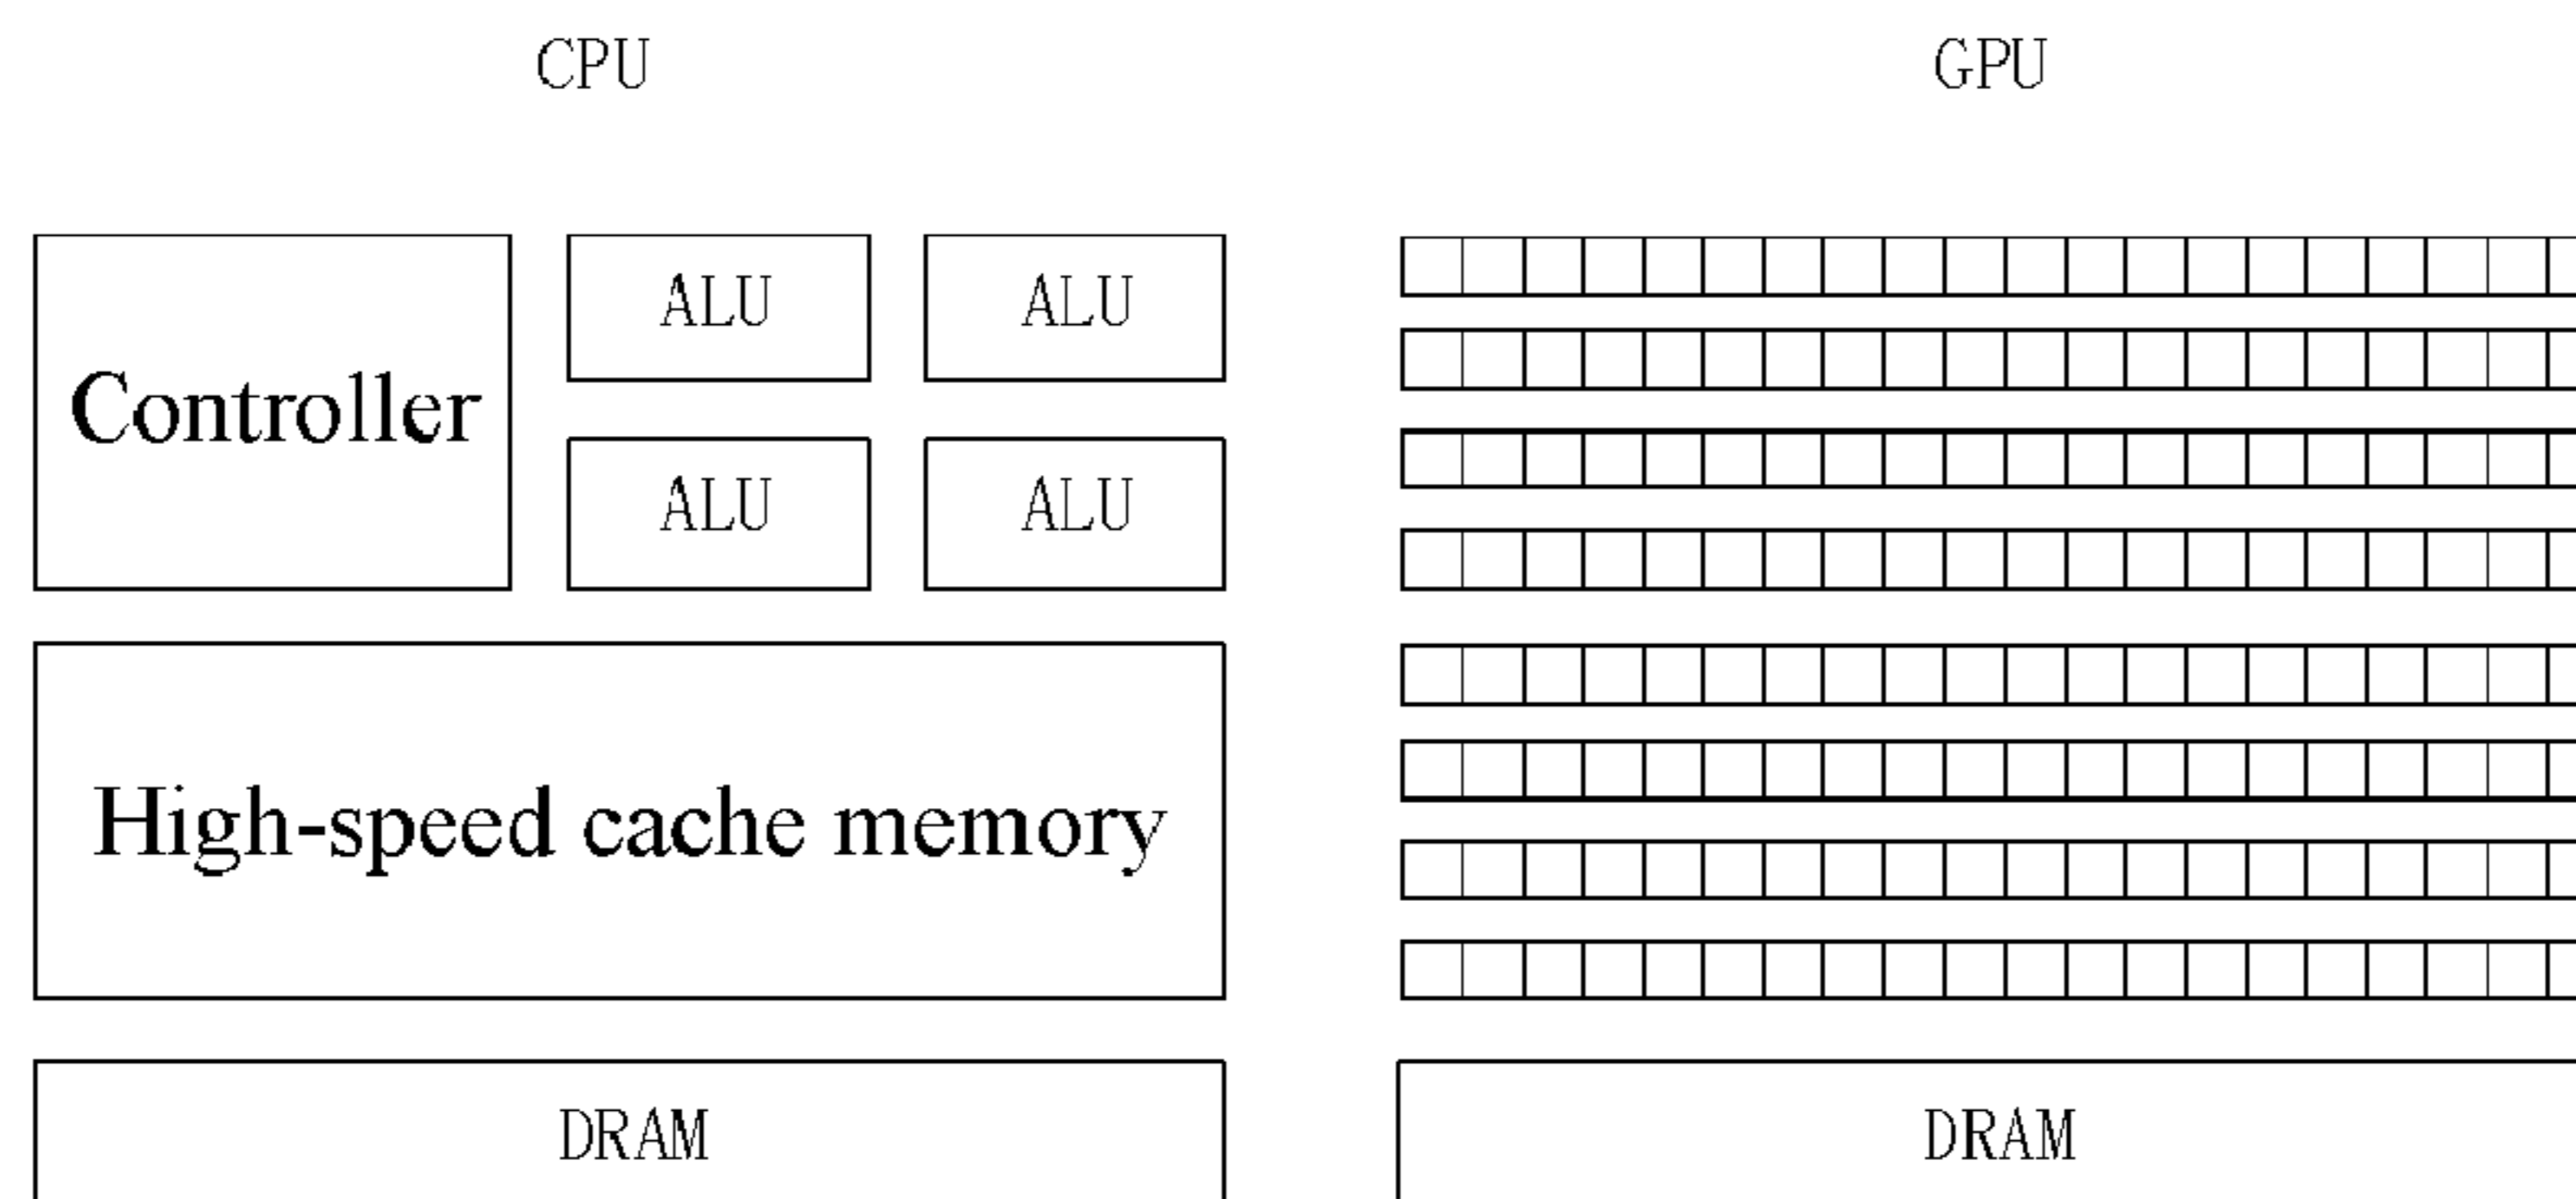 CPU
GPU
Controller
ALU
ALU
ALU
ALU
High-speed cache memory
DRAM
DRAM